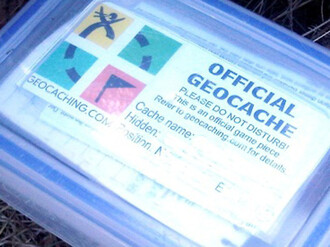 OFFICIAL
GEOCACHE
PLEASE DO NOT DISTURB!
This is an official game piece
Refer to geocaching.com for details
GEOCACHING.COM
Cache name:
Hidden:
Position: N
E